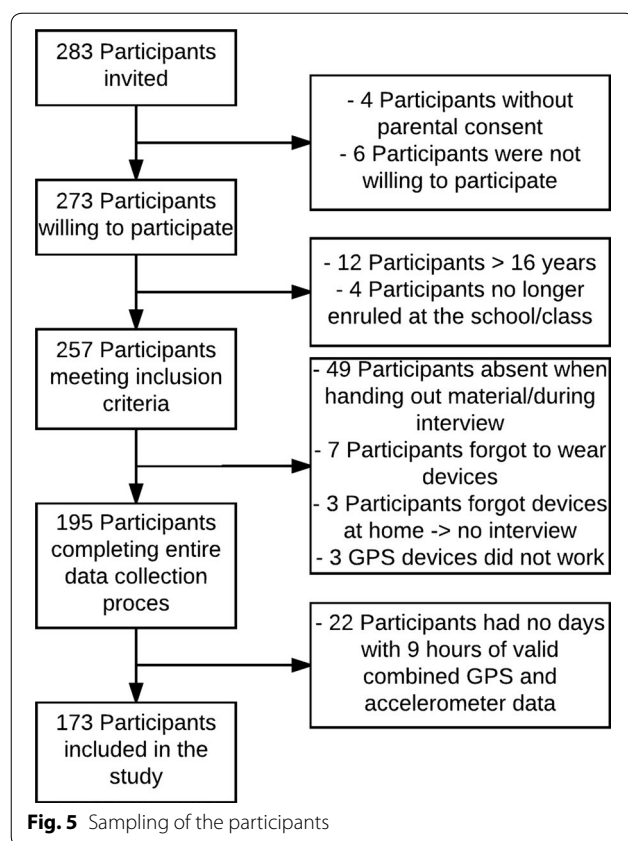 283 Participants
invited
- 4 Participants without
parental consent
- 6 Participants were not
willing to participate
273 Participants
willing to participate
- 12 Participants > 16 years
- 4 Participants no longer
enruled at the school/class
257 Participants
meeting inclusion
criteria
- 49 Participants absent when
handing out material/during
interview
- 7 Participants forgot to wear
devices
- 3 Participants forgot devices
at home -> no interview
- 3 GPS devices did not work
195 Participants
completing entire
data collection
proces
- 22 Participants had no days
with 9 hours of valid
combined GPS and
accelerometer data
173 Participants
included in the
study
Fig. 5 Sampling of the participants